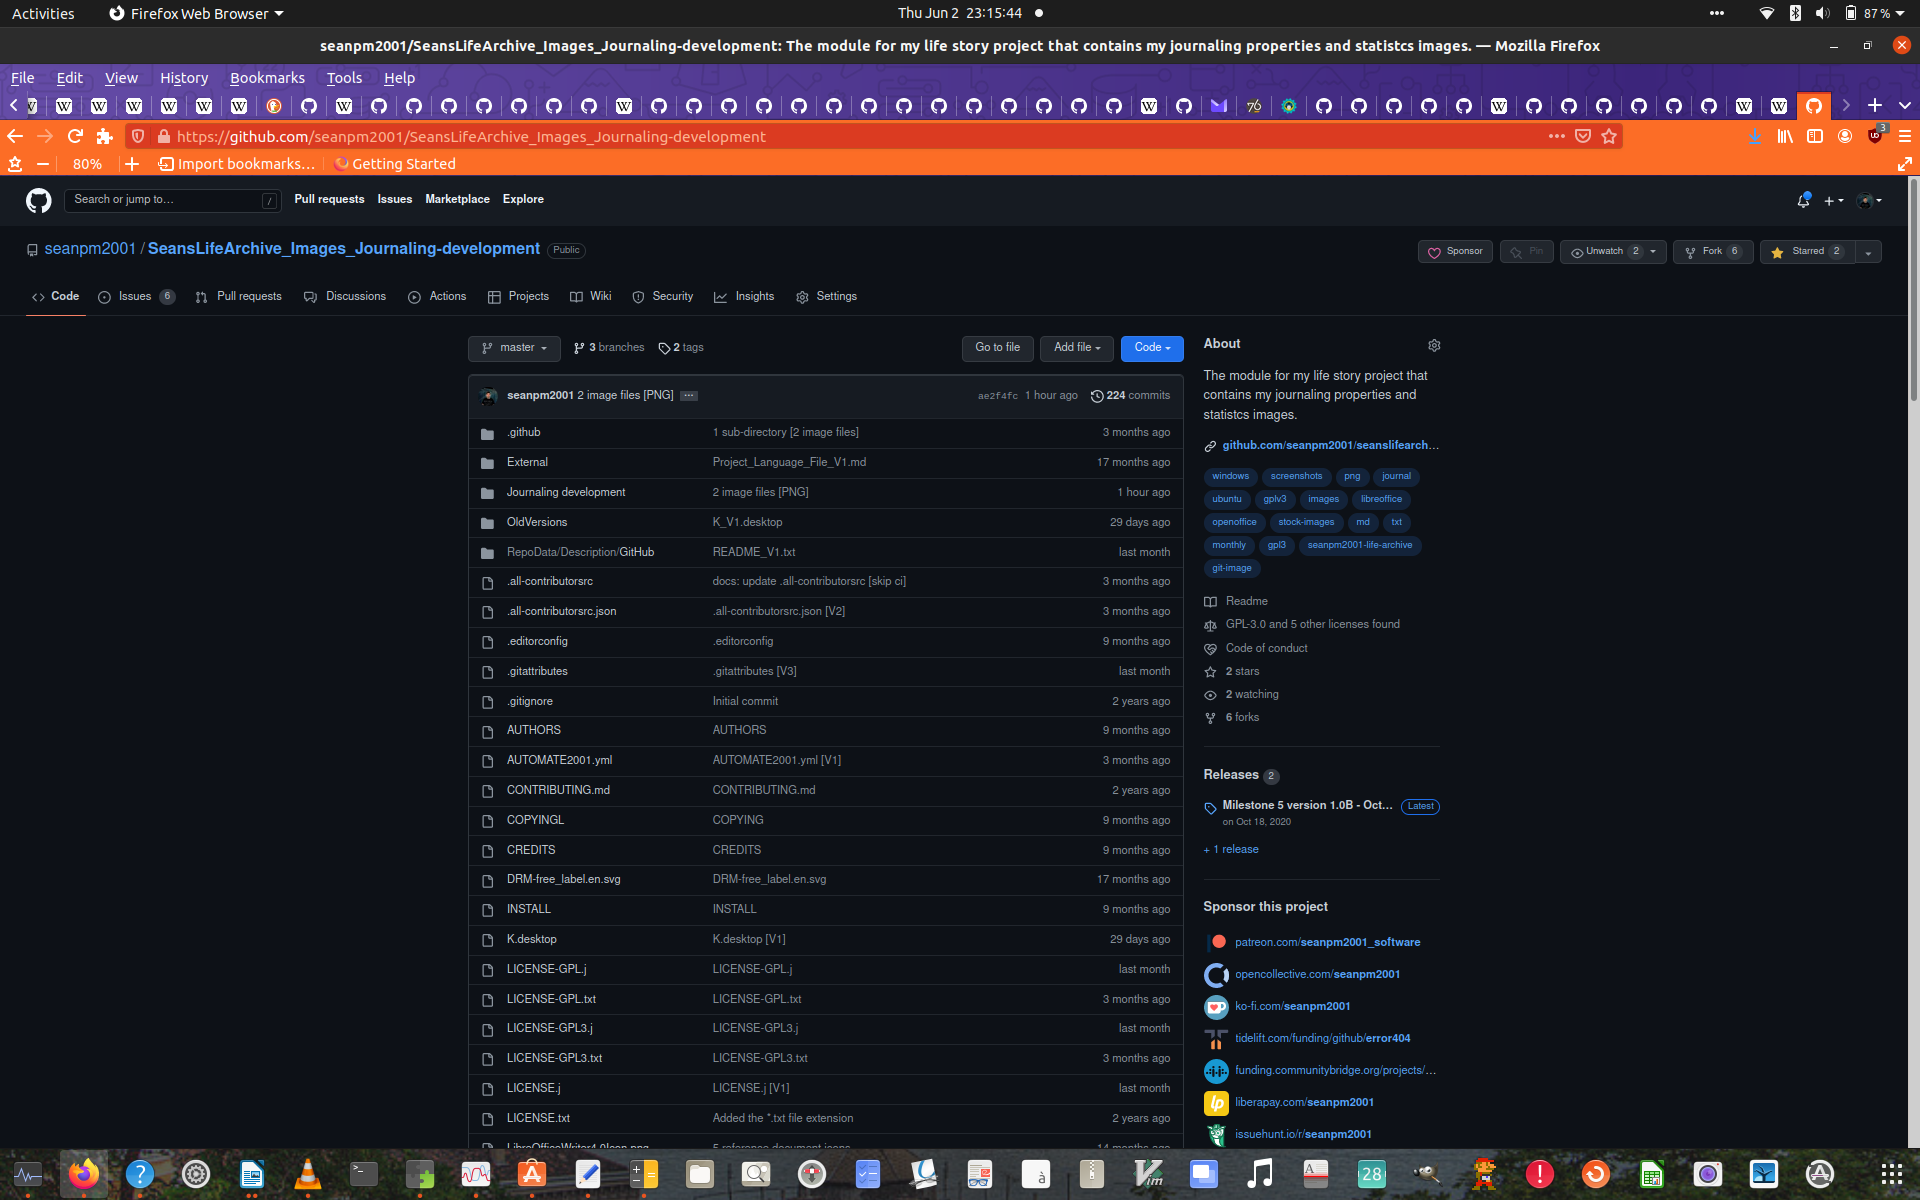 Activities Firefox Web Browser Thu Jun 2 23:15:44 87 %
seanpm2001/SeansLifeArchive_Images_Journaling-development: The module for my life story project that contains my journaling properties and statistcs images. — Mozilla Firefox
File Edit View History Bookmarks Tools Help
https://github.com/seanpm2001/SeansLifeArchive_Images_Journaling-development 3
80% Import bookmarks… Getting Started
Search or jump to… / Pull requests Issues Marketplace Explore
seanpm2001 / SeansLifeArchive_Images_Journaling-development Public Sponsor Pin Unwatch 2 Fork 6 Starred 2
Code Issues 6 Pull requests Discussions Actions Projects Wiki Security Insights Settings
master 3 branches 2 tags Go to file Add file Code
seanpm2001 2 image files [PNG] … ae2f4fc 1 hour ago 224 commits
.github 1 sub-directory [2 image files] 3 months ago
External Project_Language_File_V1.md 17 months ago
Journaling development 2 image files [PNG] 1 hour ago
OldVersions K_V1.desktop 29 days ago
RepoData/Description/GitHub README_V1.txt last month
.all-contributorsrc docs: update .all-contributorsrc [skip ci] 3 months ago
.all-contributorsrc.json .all-contributorsrc.json [V2] 3 months ago
.editorconfig .editorconfig 9 months ago
.gitattributes .gitattributes [V3] last month
.gitignore Initial commit 2 years ago
AUTHORS AUTHORS 9 months ago
AUTOMATE2001.yml AUTOMATE2001.yml [V1] 3 months ago
CONTRIBUTING.md CONTRIBUTING.md 2 years ago
COPYINGL COPYING 9 months ago
CREDITS CREDITS 9 months ago
DRM-free_label.en.svg DRM-free_label.en.svg 17 months ago
INSTALL INSTALL 9 months ago
K.desktop K.desktop [V1] 29 days ago
LICENSE-GPL.j LICENSE-GPL.j last month
LICENSE-GPL.txt LICENSE-GPL.txt 3 months ago
LICENSE-GPL3.j LICENSE-GPL3.j last month
LICENSE-GPL3.txt LICENSE-GPL3.txt 3 months ago
LICENSE.j LICENSE.j [V1] last month
LICENSE.txt Added the *.txt file extension 2 years ago
About
The module for my life story project that
contains my journaling properties and
statistcs images.
github.com/seanpm2001/seanslifearch…
windows screenshots png journal
ubuntu gplv3 images libreoffice
openoffice stock-images md txt
monthly gpl3 seanpm2001-life-archive
git-image
Readme
GPL-3.0 and 5 other licenses found
Code of conduct
2 stars
2 watching
6 forks
Releases 2
Milestone 5 version 1.0B - Oct… Latest
on Oct 18, 2020
+ 1 release
Sponsor this project
patreon.com/seanpm2001_software
opencollective.com/seanpm2001
ko-fi.com/seanpm2001
tidelift.com/funding/github/error404
funding.communitybridge.org/projects/…
liberapay.com/seanpm2001
issuehunt.io/r/seanpm2001
28